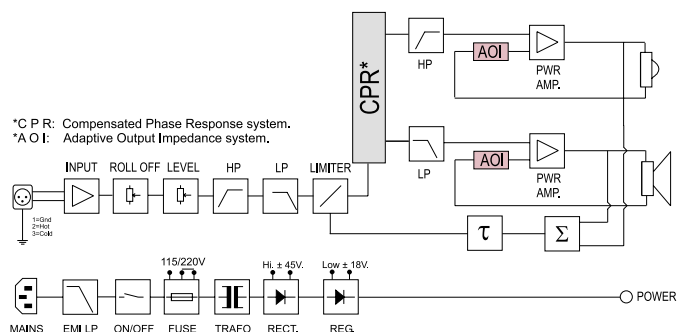 HP
AOI
PWR
AMP.
CPR*
*C P R: Compensated Phase Response system.
*A O I: Adaptive Output Impedance system.
LP
AOI
PWR
AMP.
INPUT ROLL OFF LEVEL HP LP LIMITER
1=Gnd
2=Hot
3=Cold
τ
Σ
115/220V
Hi. ± 45V.
Low ± 18V.
POWER
MAINS EMI LP ON/OFF FUSE TRAFO RECT. REG.